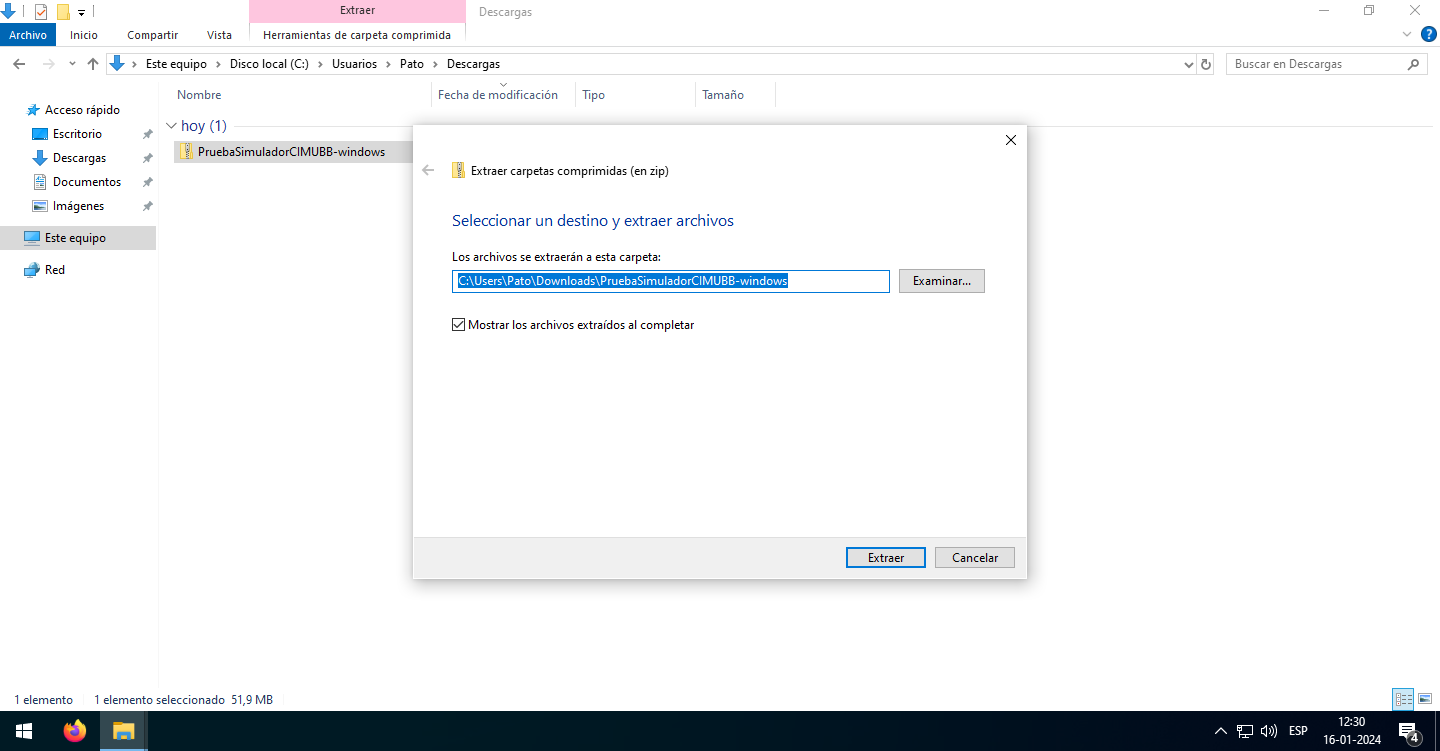 Extraer
Descargas
Archivo Inicio Compartir Vista Herramientas de carpeta comprimida
Este equipo Disco local (C:) Usuarios Pato Descargas
Buscar en Descargas
Nombre Fecha de modificación Tipo Tamaño
Acceso rápido
Escritorio
Descargas
Documentos
Imágenes
Este equipo
Red
hoy (1)
PruebaSimuladorCIMUBB-windows
Extraer carpetas comprimidas (en zip)
Seleccionar un destino y extraer archivos
Los archivos se extraerán a esta carpeta:
C:\Users\Pato\Downloads\PruebaSimuladorCIMUBB-windows
Examinar...
Mostrar los archivos extraídos al completar
Extraer Cancelar
1 elemento 1 elemento seleccionado 51,9 MB
ESP
12:30
16-01-2024
4